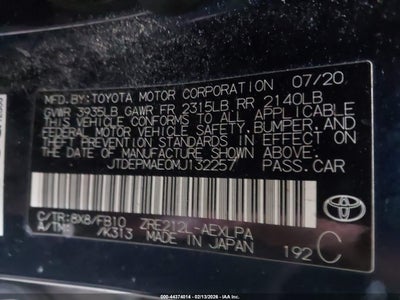 MFD.BY:TOYOTA MOTOR CORPORATION 07/20
GVWR 3935LB GAWR FR 2315LB RR 2140LB
THIS VEHICLE CONFORMS TO ALL APPLICABLE
FEDERAL MOTOR VEHICLE SAFETY,BUMPER,AND
THEFT PREVENTION STANDARDS IN EFFECT
ON THE DATE OF MANUFACTURE SHOWN ABOVE.
JTDEPMAE0MJ132257 PASS.CAR
C/TR:8X8/FB10 ZRE212L-AEXLPA
A/TM: /K313 MADE IN JAPAN 192 C
TOYOTA
000-44374014 - 02/13/2026 - IAA, Inc.